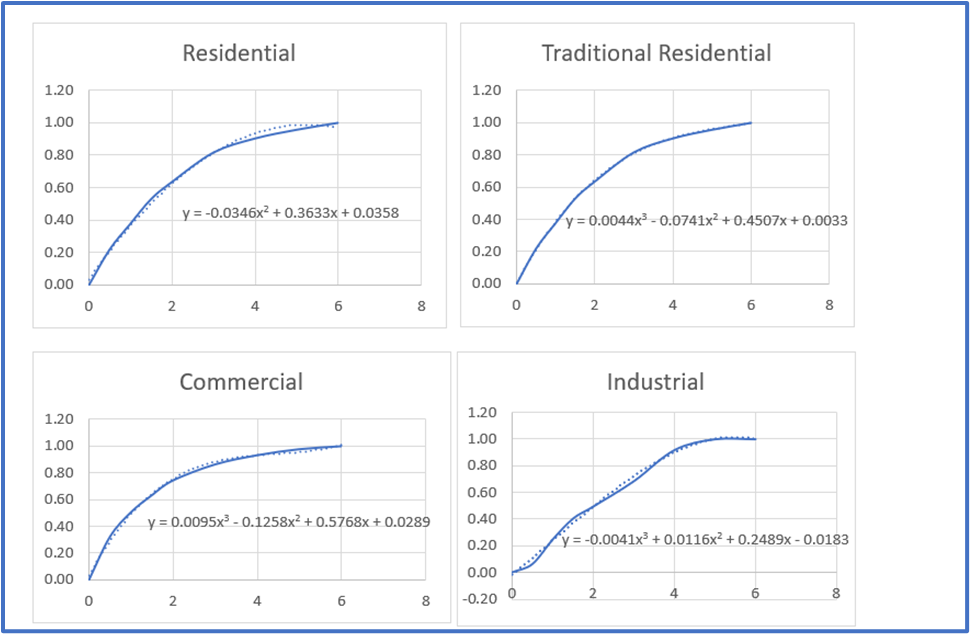 Residential
1.20
1.00
0.80
0.60
0.40
0.20
0.00
y = -0.0346x² + 0.3633x + 0.0358
0 2 4 6 8
Traditional Residential
1.20
1.00
0.80
0.60
0.40
0.20
0.00
y = 0.0044x³ - 0.0741x² + 0.4507x + 0.0033
0 2 4 6 8
Commercial
1.20
1.00
0.80
0.60
0.40
0.20
0.00
y = 0.0095x³ - 0.1258x² + 0.5768x + 0.0289
0 2 4 6 8
Industrial
1.20
1.00
0.80
0.60
0.40
0.20
0.00
-0.20
y = -0.0041x³ + 0.0116x² + 0.2489x - 0.0183
0 2 4 6 8